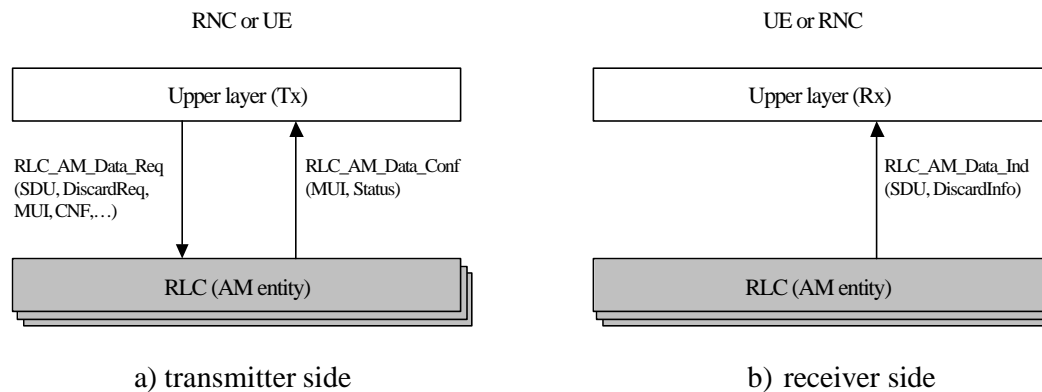 RNC or UE
Upper layer (Tx)
RLC_AM_Data_Req
(SDU, DiscardReq,
MUI, CNF,…)
RLC_AM_Data_Conf
(MUI, Status)
RLC (AM entity)
a) transmitter side
UE or RNC
Upper layer (Rx)
RLC_AM_Data_Ind
(SDU, DiscardInfo)
RLC (AM entity)
b) receiver side